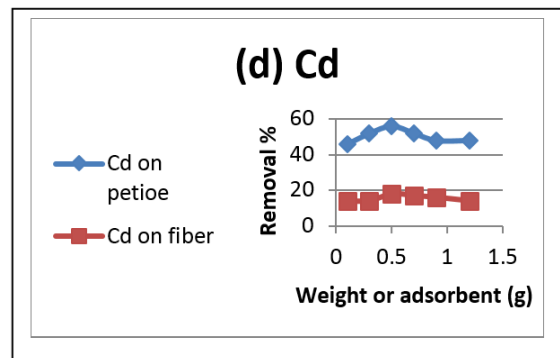 (d) Cd
Cd on
petioe
Cd on fiber
Removal %
60
40
20
0
0 0.5 1 1.5
Weight or adsorbent (g)